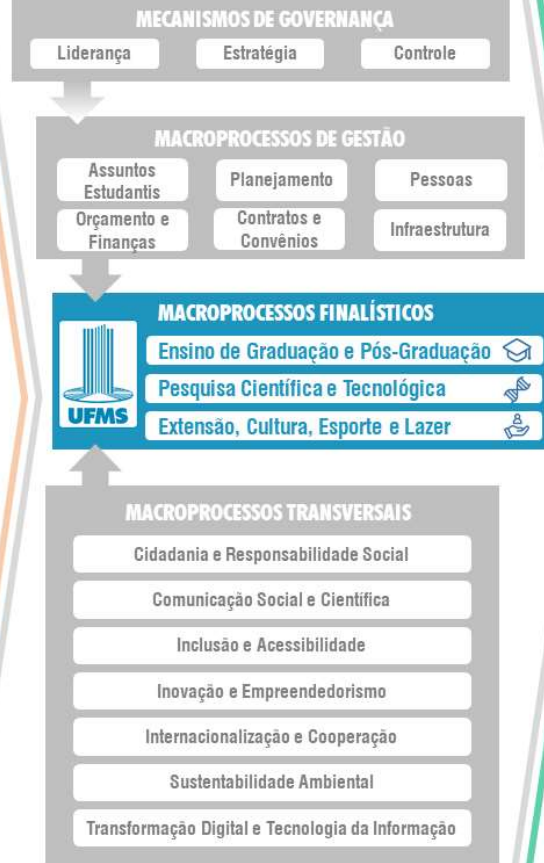 MECANISMOS DE GOVERNANÇA
Liderança
Estratégia
Controle
MACROPROCESSOS DE GESTÃO
Assuntos
Estudantis
Planejamento
Pessoas
Orçamento e
Finanças
Contratos e
Convênios
Infraestrutura
MACROPROCESSOS FINALÍSTICOS
Ensino de Graduação e Pós-Graduação
Pesquisa Científica e Tecnológica
Extensão, Cultura, Esporte e Lazer
UFMS
MACROPROCESSOS TRANSVERSAIS
Cidadania e Responsabilidade Social
Comunicação Social e Científica
Inclusão e Acessibilidade
Inovação e Empreendedorismo
Internacionalização e Cooperação
Sustentabilidade Ambiental
Transformação Digital e Tecnologia da Informação